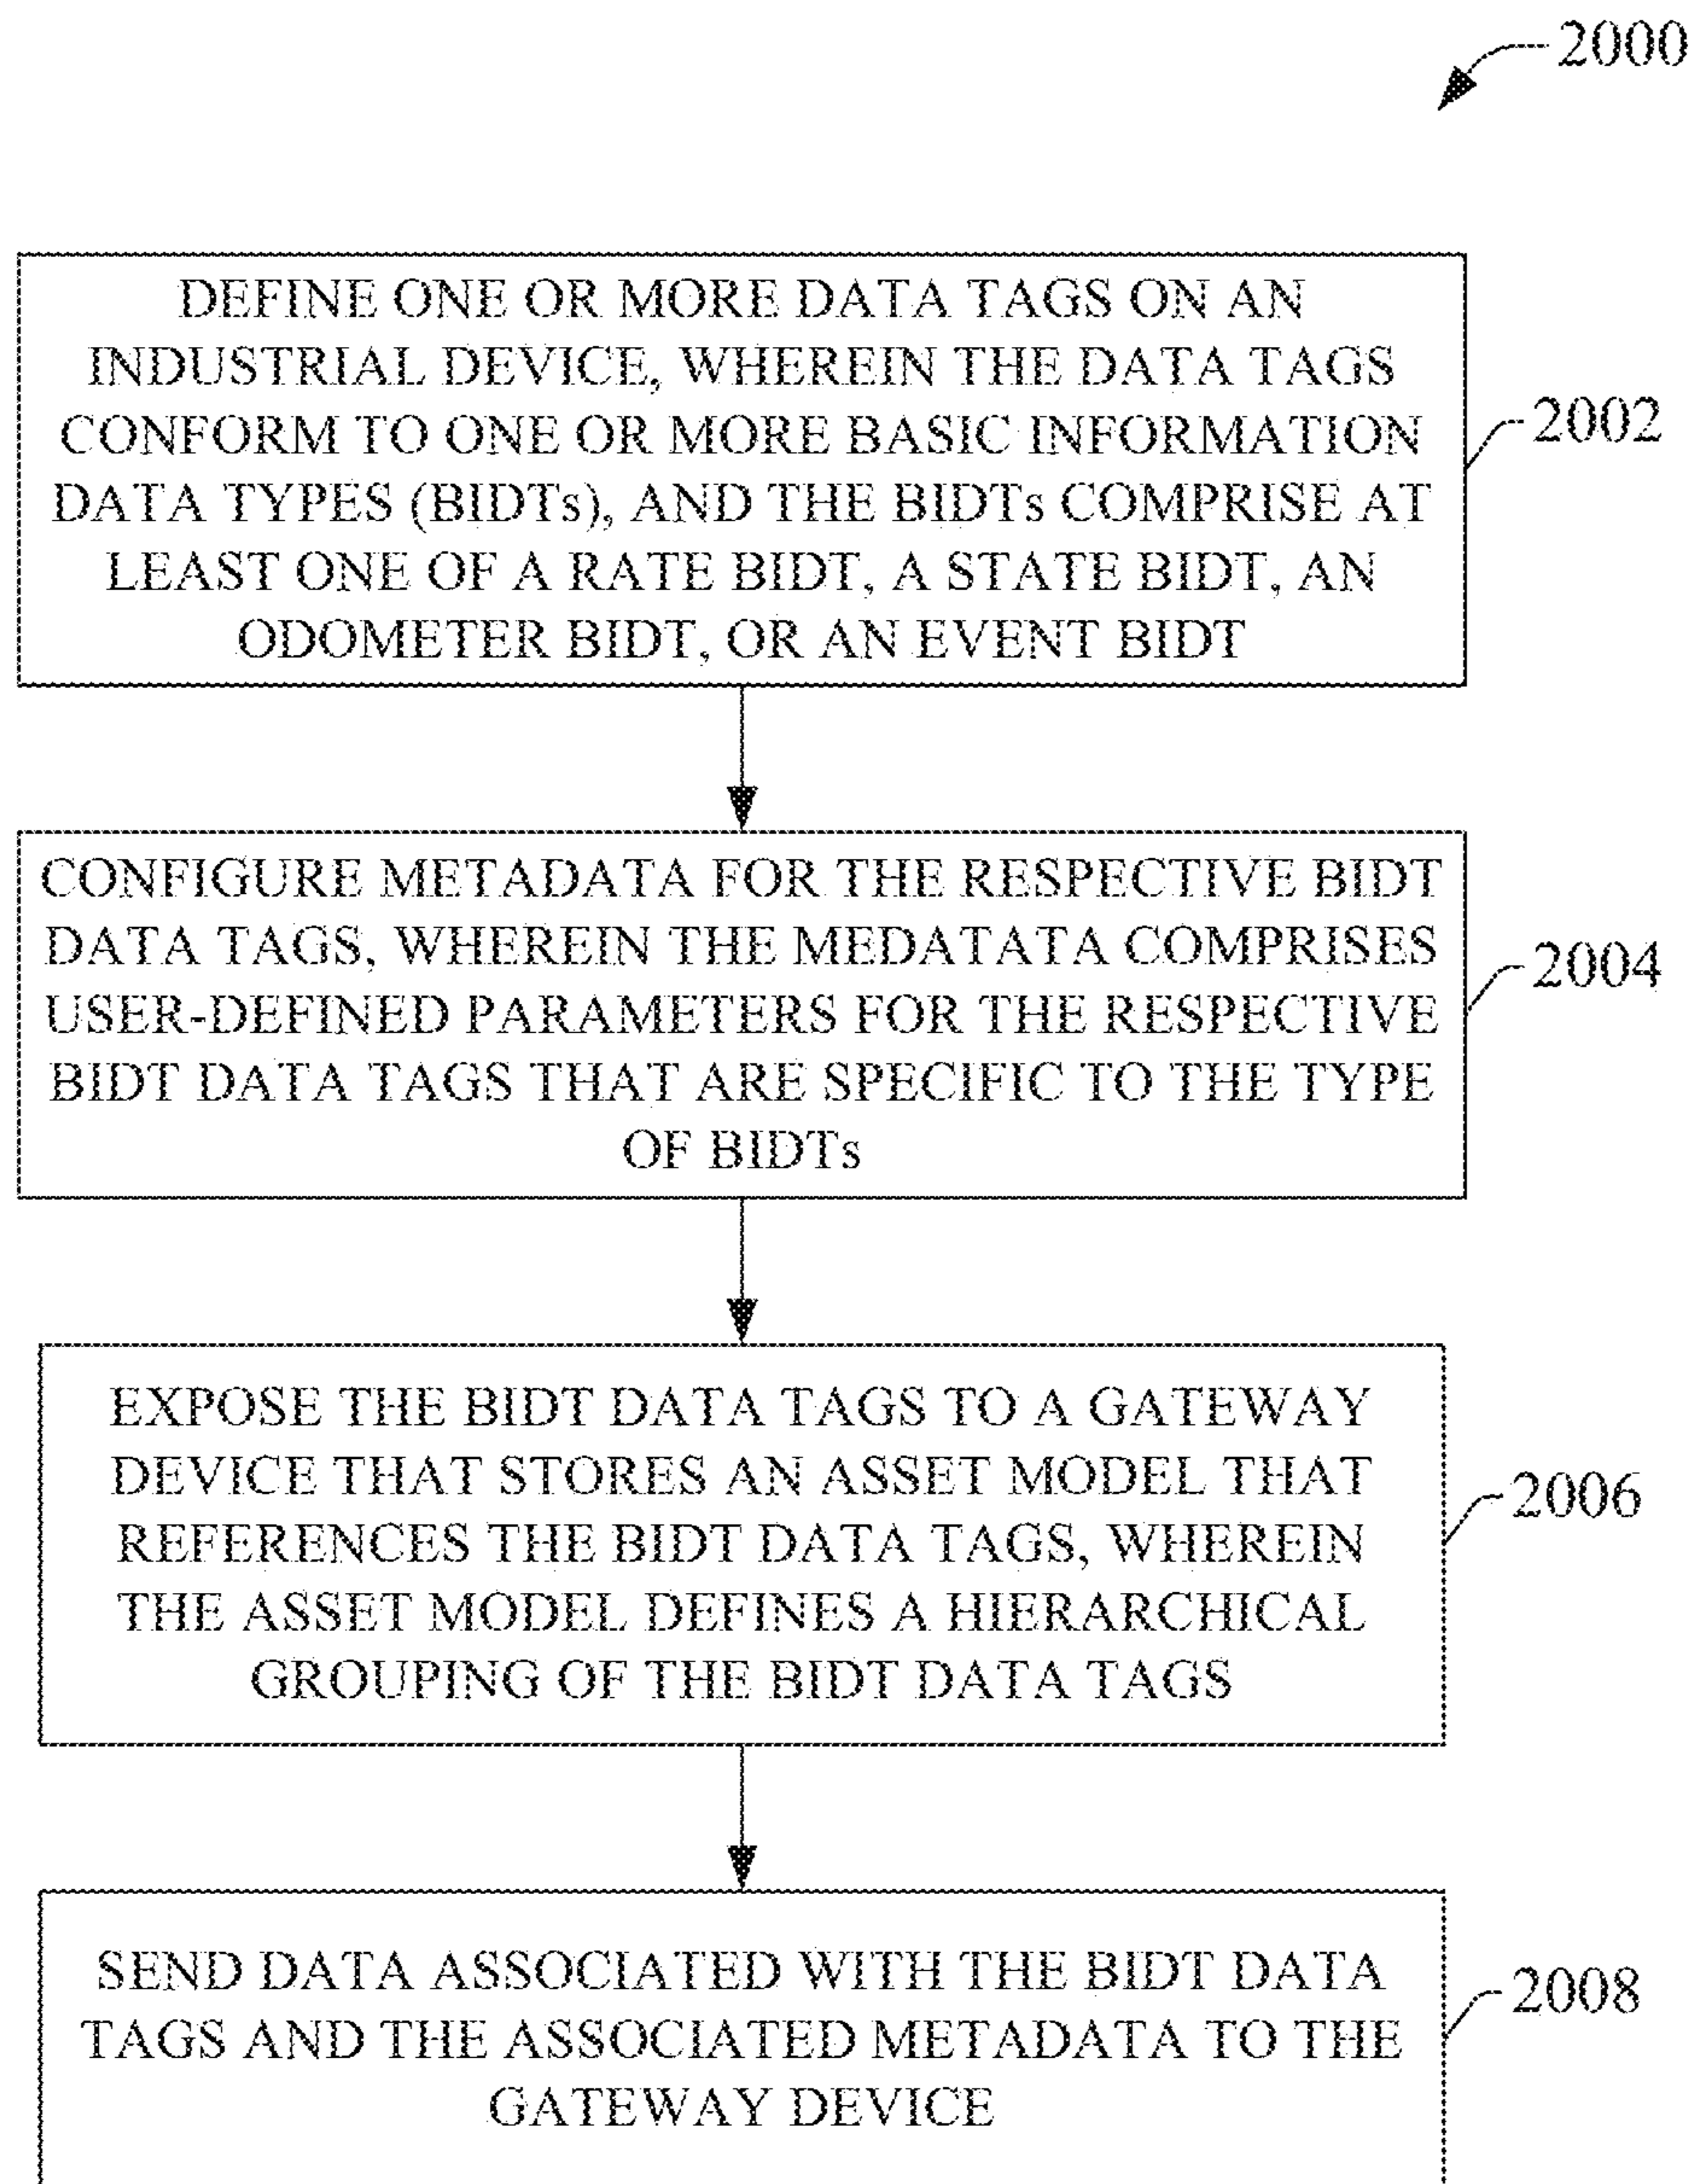 2000
DEFINE ONE OR MORE DATA TAGS ON AN
INDUSTRIAL DEVICE, WHEREIN THE DATA TAGS
CONFORM TO ONE OR MORE BASIC INFORMATION
DATA TYPES (BIDTs), AND THE BIDTs COMPRISE AT
LEAST ONE OF A RATE BIDT, A STATE BIDT, AN
ODOMETER BIDT, OR AN EVENT BIDT
2002
CONFIGURE METADATA FOR THE RESPECTIVE BIDT
DATA TAGS, WHEREIN THE MEDATATA COMPRISES
USER-DEFINED PARAMETERS FOR THE RESPECTIVE
BIDT DATA TAGS THAT ARE SPECIFIC TO THE TYPE
OF BIDTs
2004
EXPOSE THE BIDT DATA TAGS TO A GATEWAY
DEVICE THAT STORES AN ASSET MODEL THAT
REFERENCES THE BIDT DATA TAGS, WHEREIN
THE ASSET MODEL DEFINES A HIERARCHICAL
GROUPING OF THE BIDT DATA TAGS
2006
SEND DATA ASSOCIATED WITH THE BIDT DATA
TAGS AND THE ASSOCIATED METADATA TO THE
GATEWAY DEVICE
2008